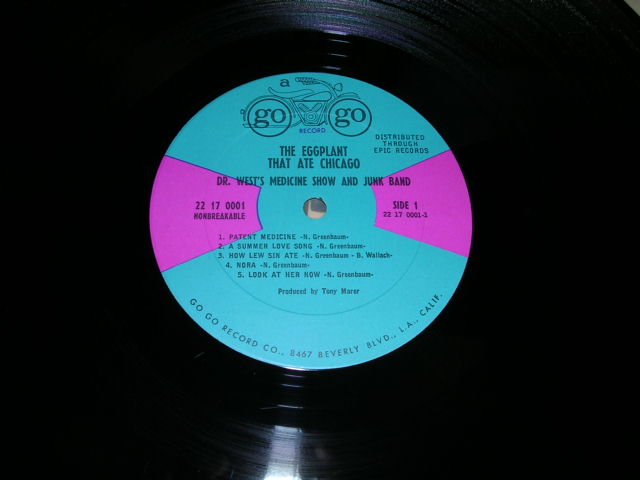 a
go go
RECORD
DISTRIBUTED
THROUGH
EPIC RECORDS
THE EGGPLANT
THAT ATE CHICAGO
DR. WEST'S MEDICINE SHOW AND JUNK BAND
22 17 0001
NONBREAKABLE
SIDE 1
22 17 0001-1
1. PATENT MEDICINE -N. Greenbaum-
2. A SUMMER LOVE SONG -N. Greenbaum-
3. HOW LEW SIN ATE -N. Greenbaum - B. Wallach-
4. NORA -N. Greenbaum-
5. LOOK AT HER NOW -N. Greenbaum-
Produced by Tony Marer
GO GO RECORD CO., 8467 BEVERLY BLVD., L.A., CALIF.